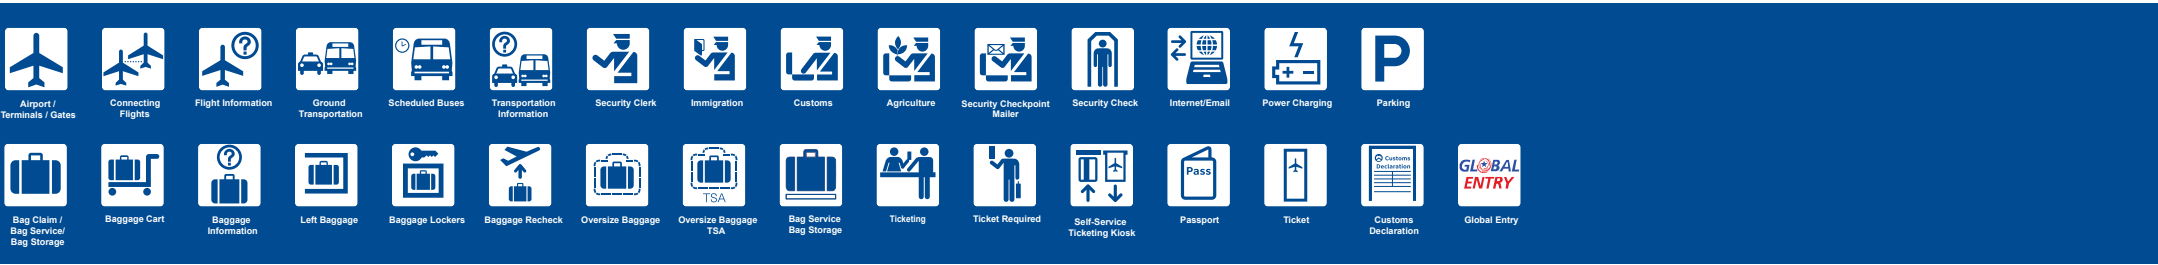 P
Airport /
Terminals / Gates
Connecting
Flights
Flight Information
Ground
Transportation
Scheduled Buses
Transportation
Information
Security Clerk
Immigration
Customs
Agriculture
Security Checkpoint
Mailer
Security Check
Internet/Email
Power Charging
Parking
TSA
Pass
Customs
Declaration
GLOBAL
ENTRY
Bag Claim /
Bag Service/
Bag Storage
Baggage Cart
Baggage
Information
Left Baggage
Baggage Lockers
Baggage Recheck
Oversize Baggage
Oversize Baggage
TSA
Bag Service
Bag Storage
Ticketing
Ticket Required
Self-Service
Ticketing Kiosk
Passport
Ticket
Customs
Declaration
Global Entry